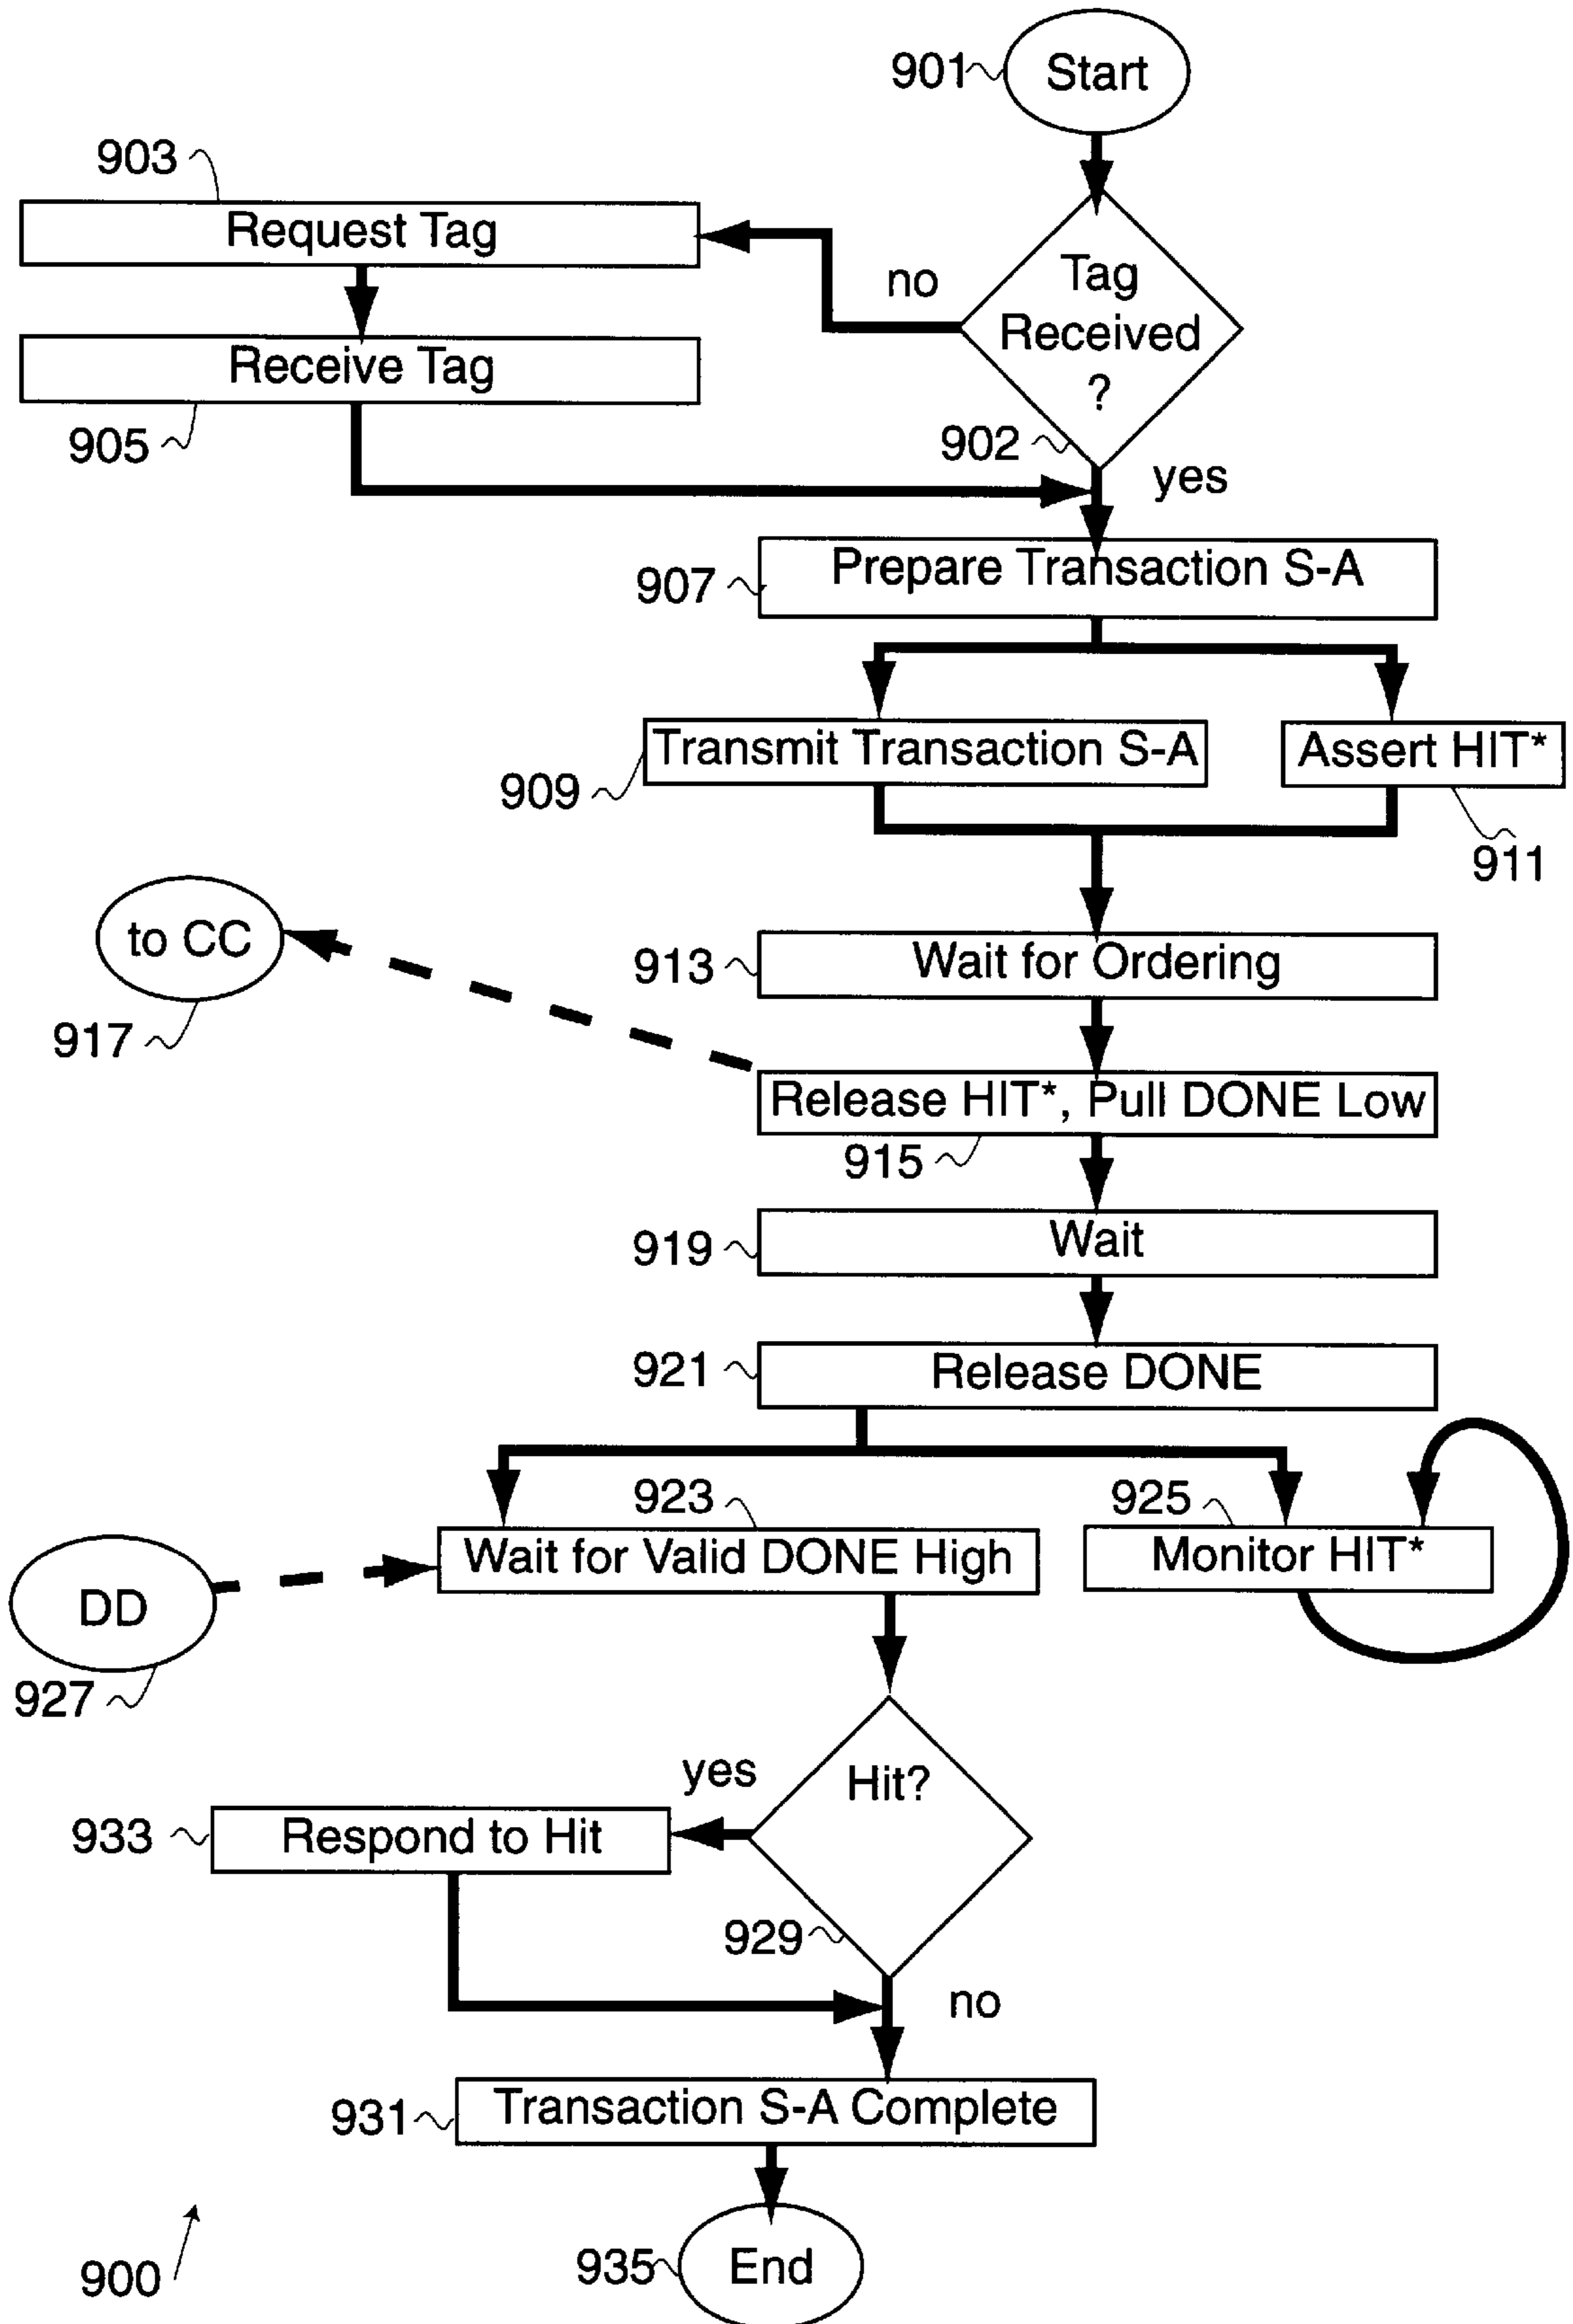 901
Start
903
Request Tag
no
Tag
Received
?
Receive Tag
905
902
yes
Prepare Transaction S-A
907
Transmit Transaction S-A
Assert HIT*
909
911
to CC
917
913
Wait for Ordering
Release HIT*, Pull DONE Low
915
919
Wait
921
Release DONE
923
925
Wait for Valid DONE High
Monitor HIT*
DD
927
yes
Hit?
933
Respond to Hit
929
no
931
Transaction S-A Complete
900
935
End